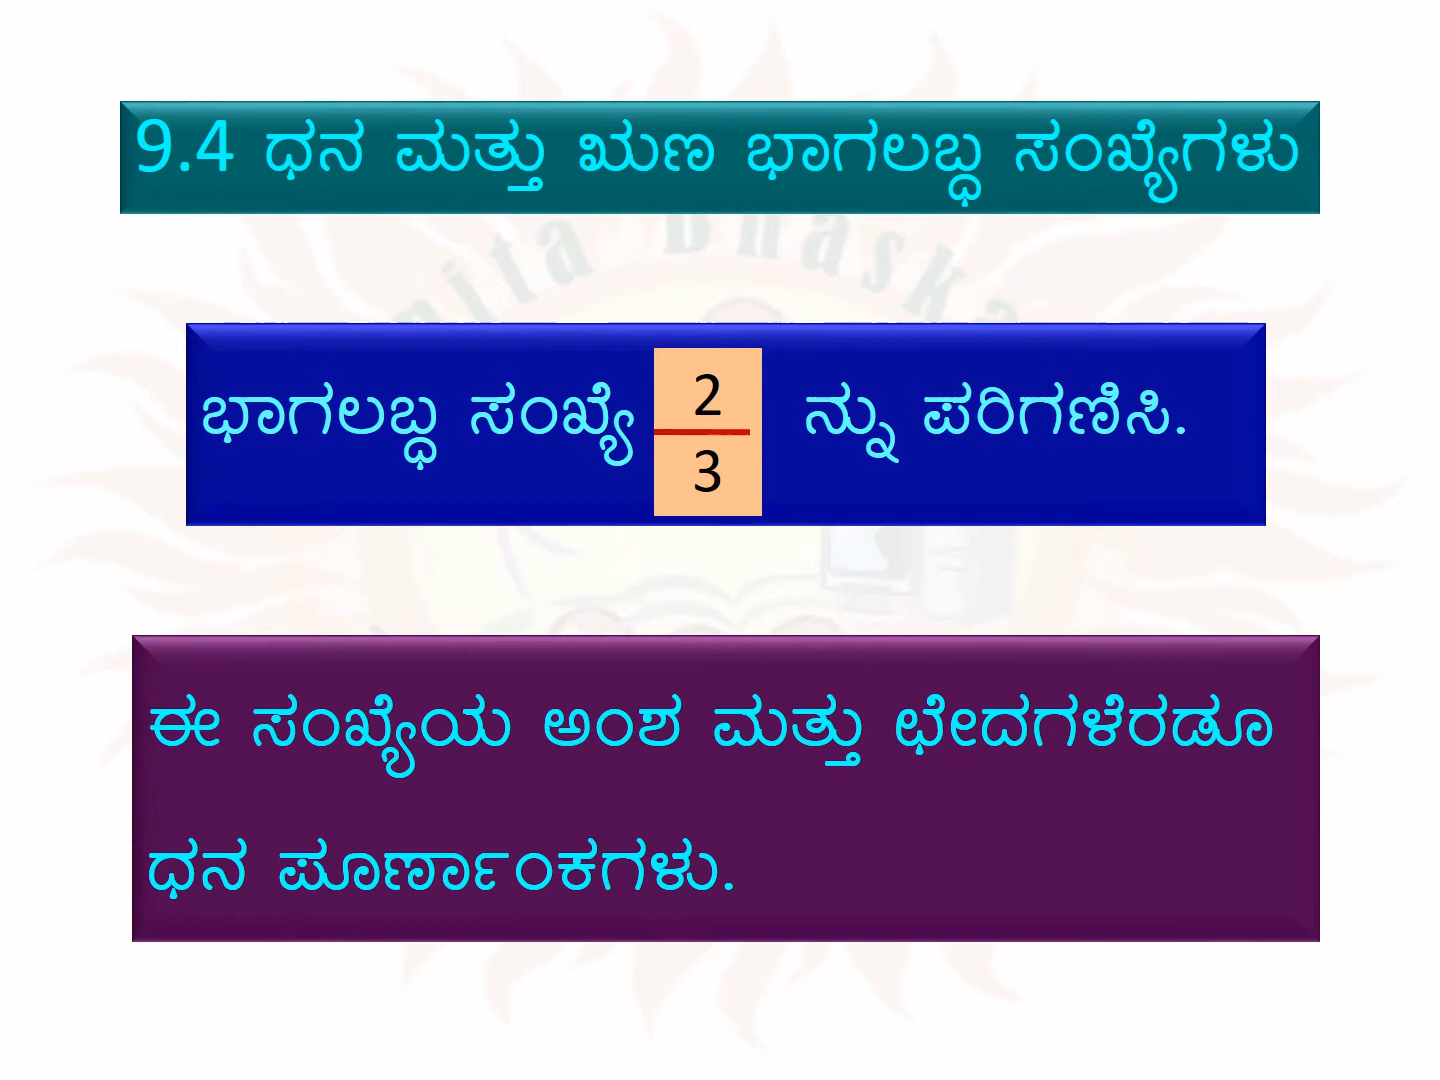 9.4 ಧನ ಮತ್ತು ಋಣ ಭಾಗಲಬ್ಧ ಸಂಖ್ಯೆಗಳು
ಭಾಗಲಬ್ಧ ಸಂಖ್ಯೆ 2/3 ನ್ನು ಪರಿಗಣಿಸಿ.
ಈ ಸಂಖ್ಯೆಯ ಅಂಶ ಮತ್ತು ಛೇದಗಳೆರಡೂ
ಧನ ಪೂರ್ಣಾಂಕಗಳು.